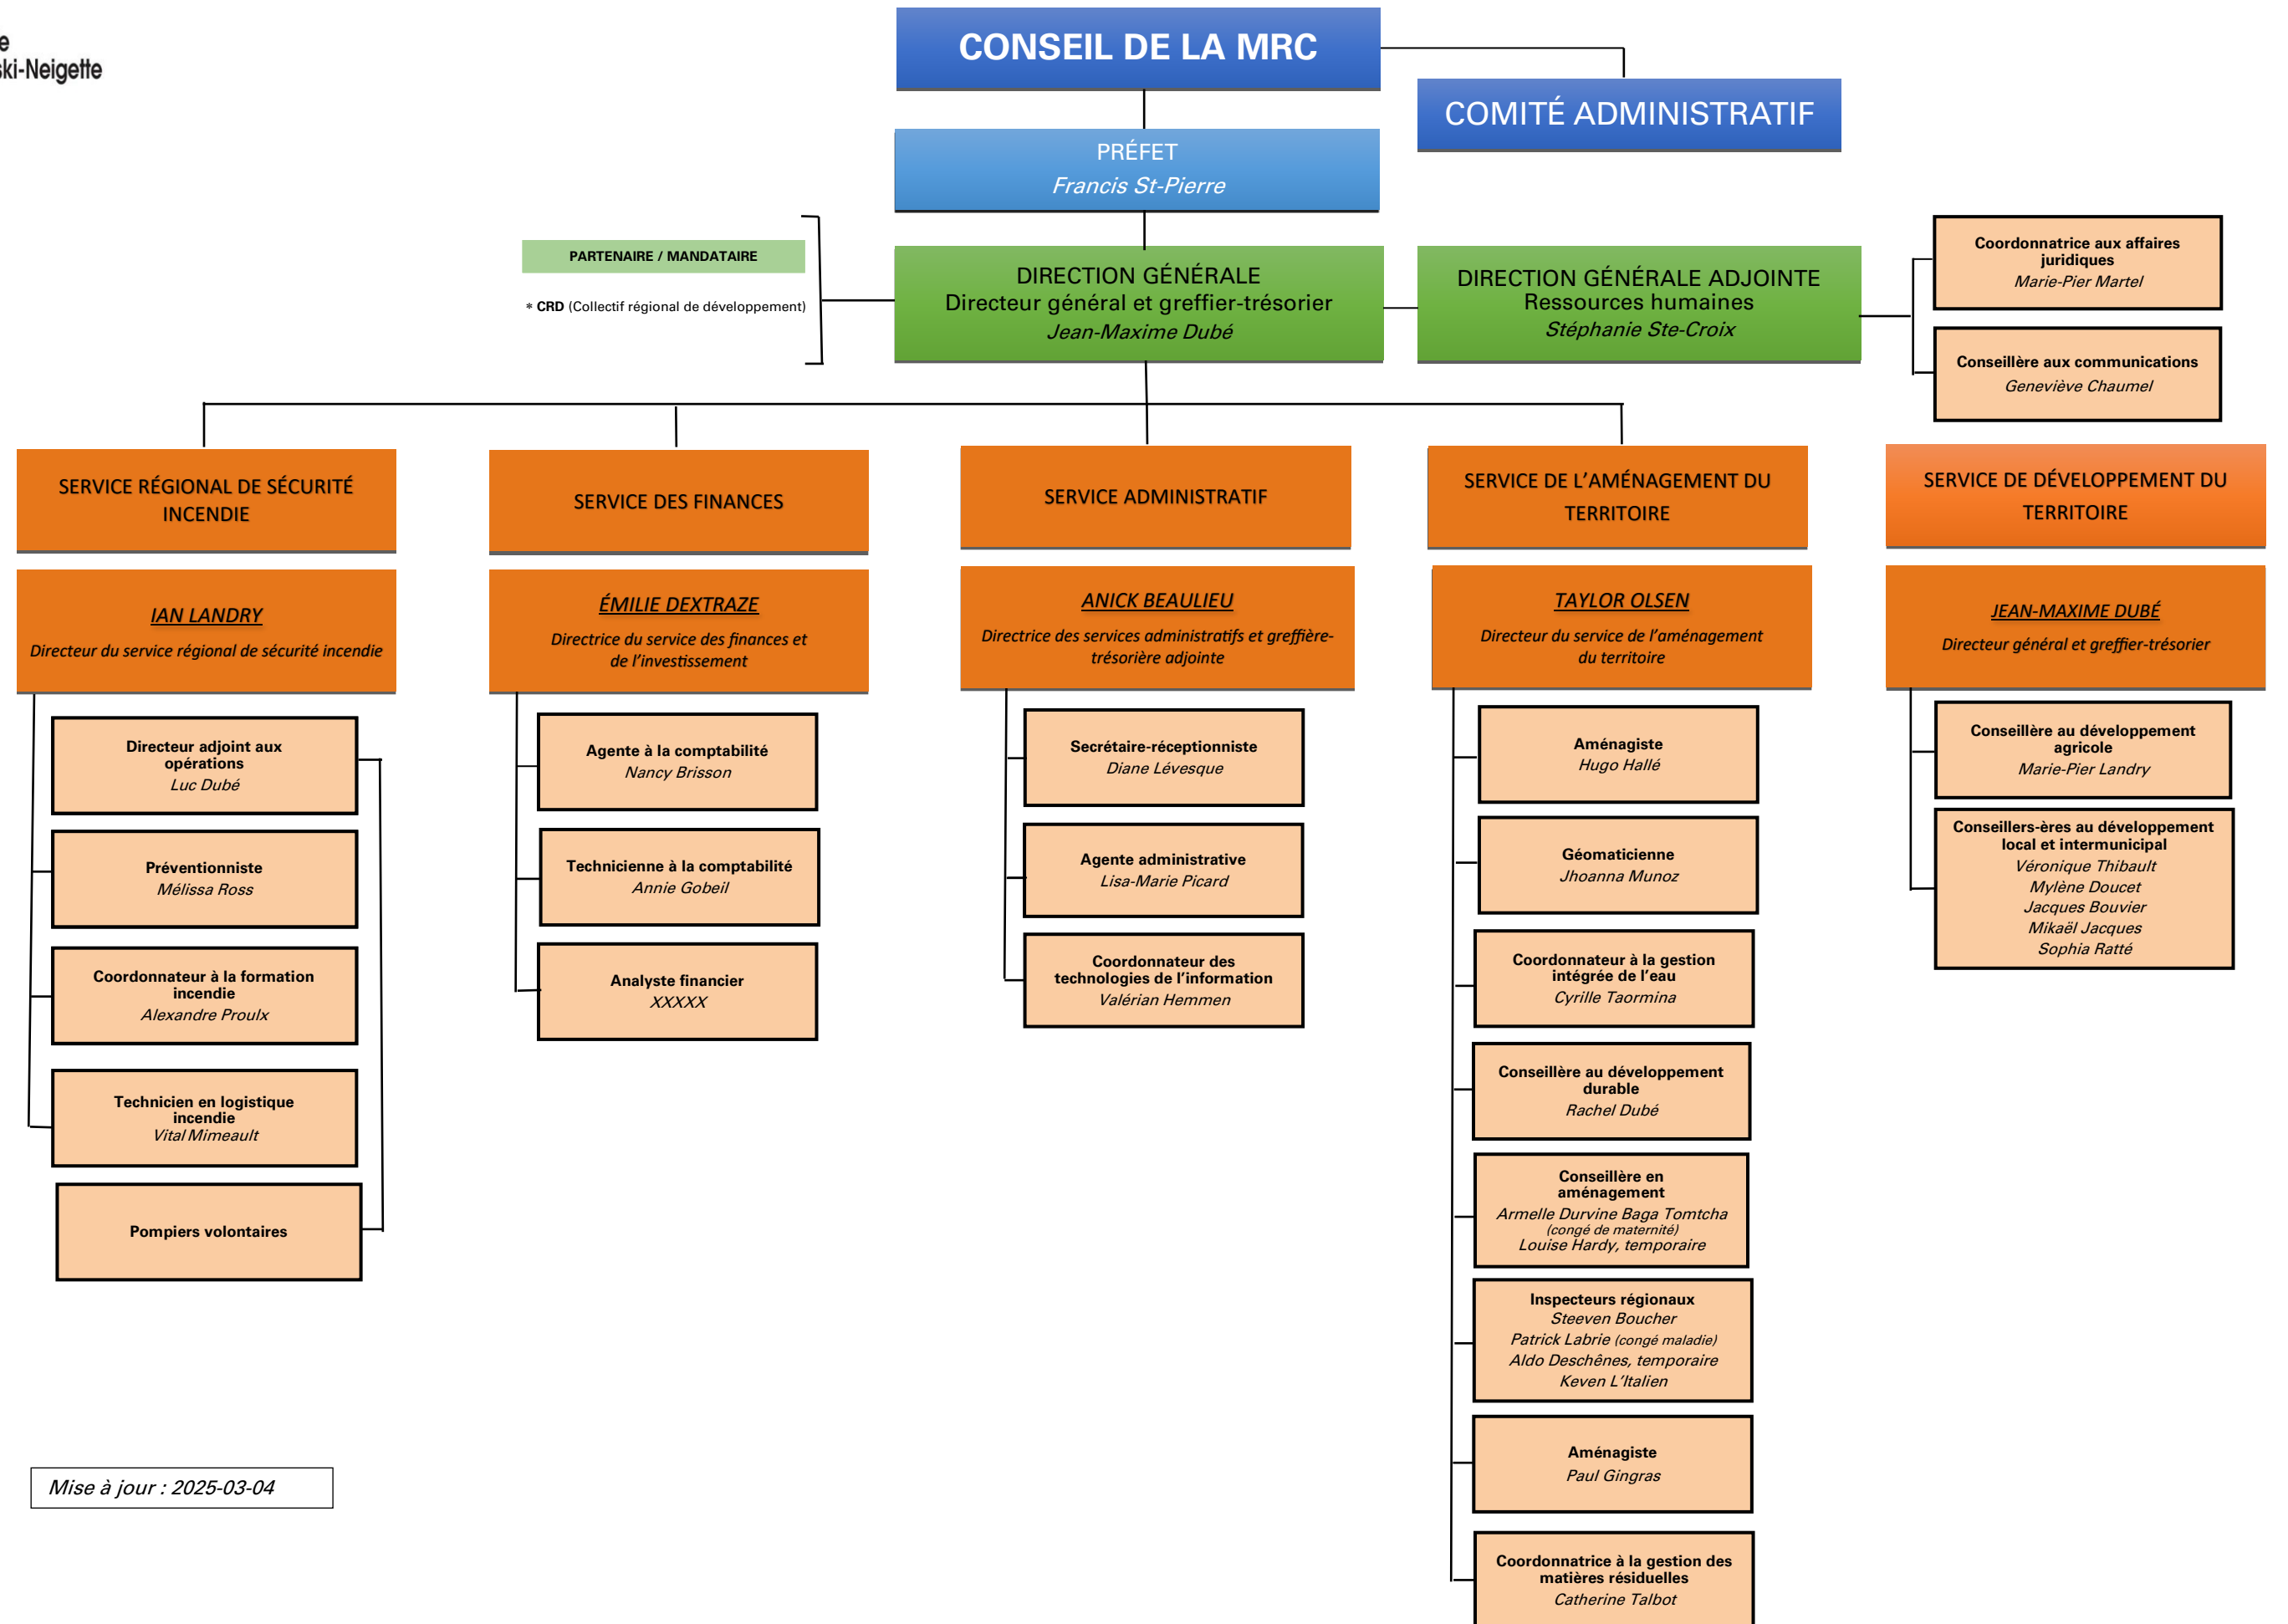 ski-Neigette
CONSEIL DE LA MRC
COMITÉ ADMINISTRATIF
PRÉFET
Francis St-Pierre
PARTENAIRE / MANDATAIRE
* CRD (Collectif régional de développement)
DIRECTION GÉNÉRALE
Directeur général et greffier-trésorier
Jean-Maxime Dubé
DIRECTION GÉNÉRALE ADJOINTE
Ressources humaines
Stéphanie Ste-Croix
Coordonnatrice aux affaires
juridiques
Marie-Pier Martel
Conseillère aux communications
Geneviève Chaumel
SERVICE RÉGIONAL DE SÉCURITÉ
INCENDIE
IAN LANDRY
Directeur du service régional de sécurité incendie
Directeur adjoint aux
opérations
Luc Dubé
Préventionniste
Mélissa Ross
Coordonnateur à la formation
incendie
Alexandre Proulx
Technicien en logistique
incendie
Vital Mimeault
Pompiers volontaires
SERVICE DES FINANCES
ÉMILIE DEXTRAZE
Directrice du service des finances et
de l'investissement
Agente à la comptabilité
Nancy Brisson
Technicienne à la comptabilité
Annie Gobeil
Analyste financier
XXXXX
SERVICE ADMINISTRATIF
ANICK BEAULIEU
Directrice des services administratifs et greffière-
trésorière adjointe
Secrétaire-réceptionniste
Diane Lévesque
Agente administrative
Lisa-Marie Picard
Coordonnateur des
technologies de l'information
Valérian Hemmen
SERVICE DE L'AMÉNAGEMENT DU
TERRITOIRE
TAYLOR OLSEN
Directeur du service de l'aménagement
du territoire
Aménagiste
Hugo Hallé
Géomaticienne
Jhoanna Munoz
Coordonnateur à la gestion
intégrée de l'eau
Cyrille Taormina
Conseillère au développement
durable
Rachel Dubé
Conseillère en
aménagement
Armelle Durvine Baga Tomtcha
(congé de maternité)
Louise Hardy, temporaire
Inspecteurs régionaux
Steeven Boucher
Patrick Labrie (congé maladie)
Aldo Deschênes, temporaire
Keven L'Italien
Aménagiste
Paul Gingras
Coordonnatrice à la gestion des
matières résiduelles
Catherine Talbot
SERVICE DE DÉVELOPPEMENT DU
TERRITOIRE
JEAN-MAXIME DUBÉ
Directeur général et greffier-trésorier
Conseillère au développement
agricole
Marie-Pier Landry
Conseillers-ères au développement
local et intermunicipal
Véronique Thibault
Mylène Doucet
Jacques Bouvier
Mikaël Jacques
Sophia Ratté
Mise à jour : 2025-03-04